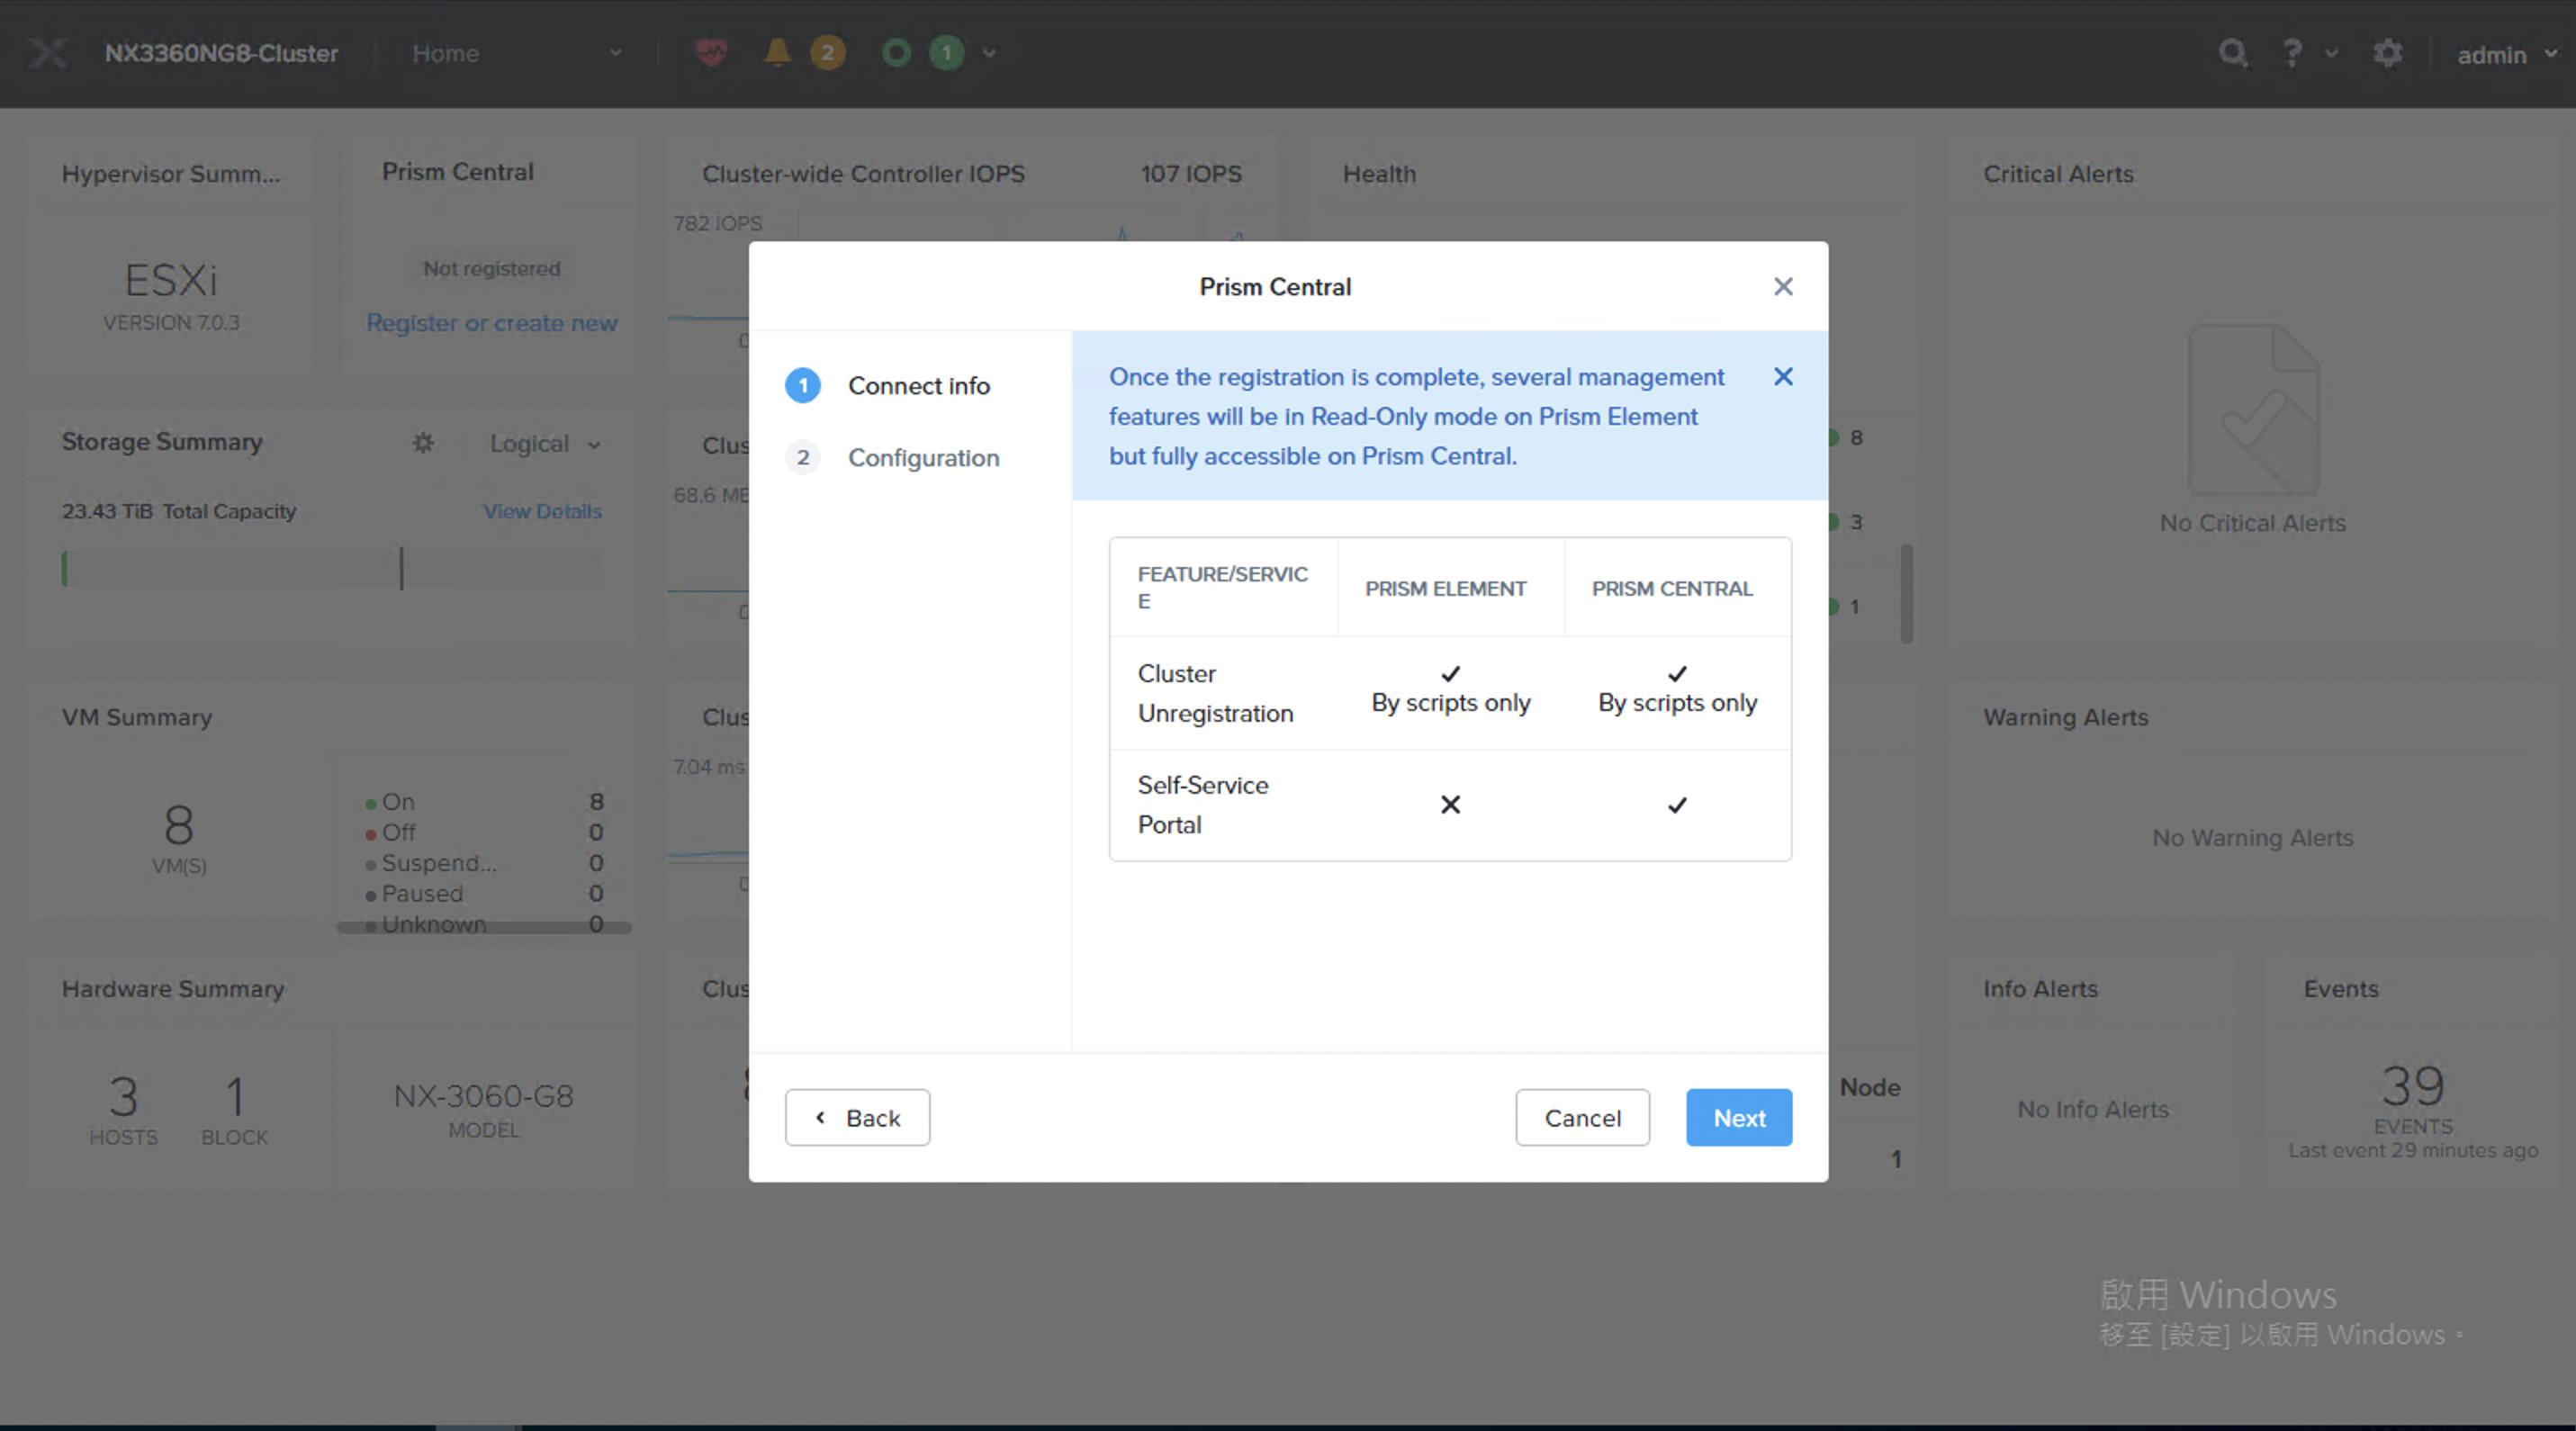 NX3360NG8-Cluster
Home
2
1
?
admin
Hypervisor Summ...
ESXi
VERSION 7.0.3
Prism Central
Not registered
Register or create new
Cluster-wide Controller IOPS
107 IOPS
782 IOPS
Health
Critical Alerts
No Critical Alerts
Storage Summary
Logical
23.43 TiB Total Capacity
View Details
68.6
8
3
1
VM Summary
8
VM(S)
On 8
Off 0
Suspend... 0
Paused 0
Unknown 0
7.04 ms
Warning Alerts
No Warning Alerts
Hardware Summary
3
HOSTS
1
BLOCK
NX-3060-G8
MODEL
Node
1
Info Alerts
No Info Alerts
Events
39
EVENTS
Last event 29 minutes ago
Prism Central
1 Connect info
2 Configuration
Once the registration is complete, several management
features will be in Read-Only mode on Prism Element
but fully accessible on Prism Central.
FEATURE/SERVIC
E
PRISM ELEMENT
PRISM CENTRAL
Cluster
Unregistration
By scripts only
By scripts only
Self-Service
Portal
Back
Cancel
Next
啟用 Windows
移至 [設定] 以啟用 Windows。